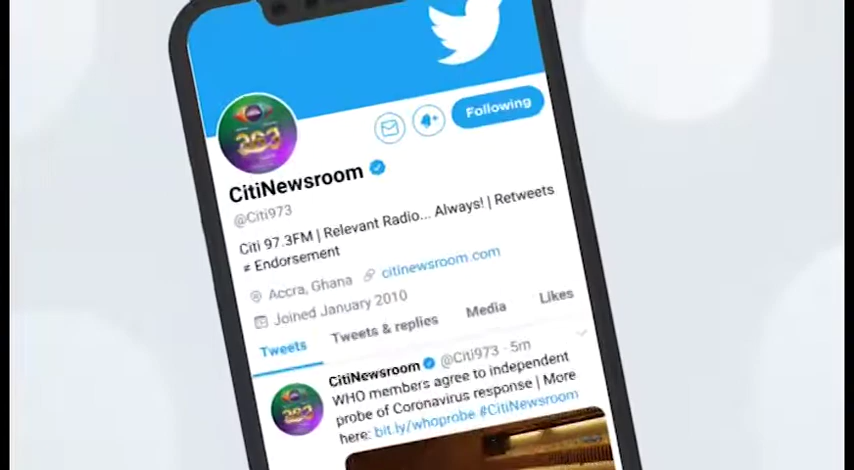 Following
CitiNewsroom
@Citi973
Citi 97.3FM | Relevant Radio... Always! | Retweets
≠ Endorsement
Accra, Ghana citinewsroom.com
Joined January 2010
Tweets Tweets & replies Media Likes
CitiNewsroom @Citi973 · 5m
WHO members agree to independent
probe of Coronavirus response | More
here: bit.ly/whoprobe #CitiNewsroom